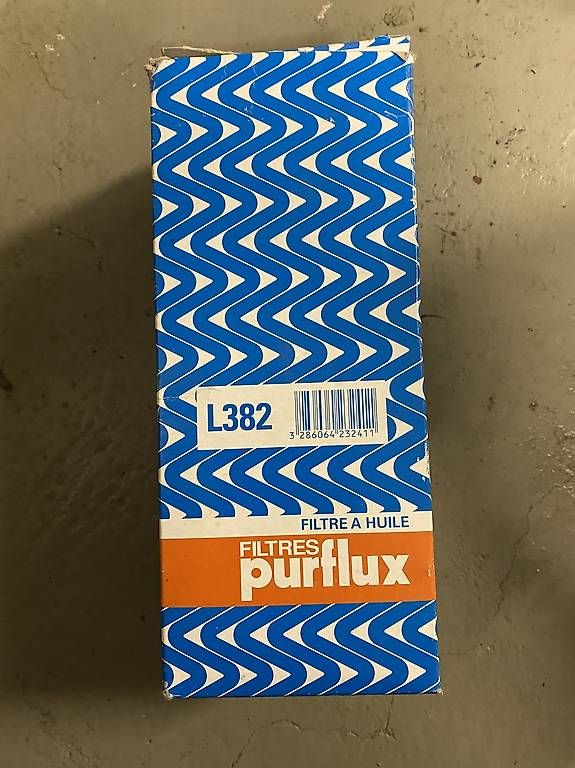 L382
3 286064 232411
FILTRE A HUILE
FILTRES
purflux